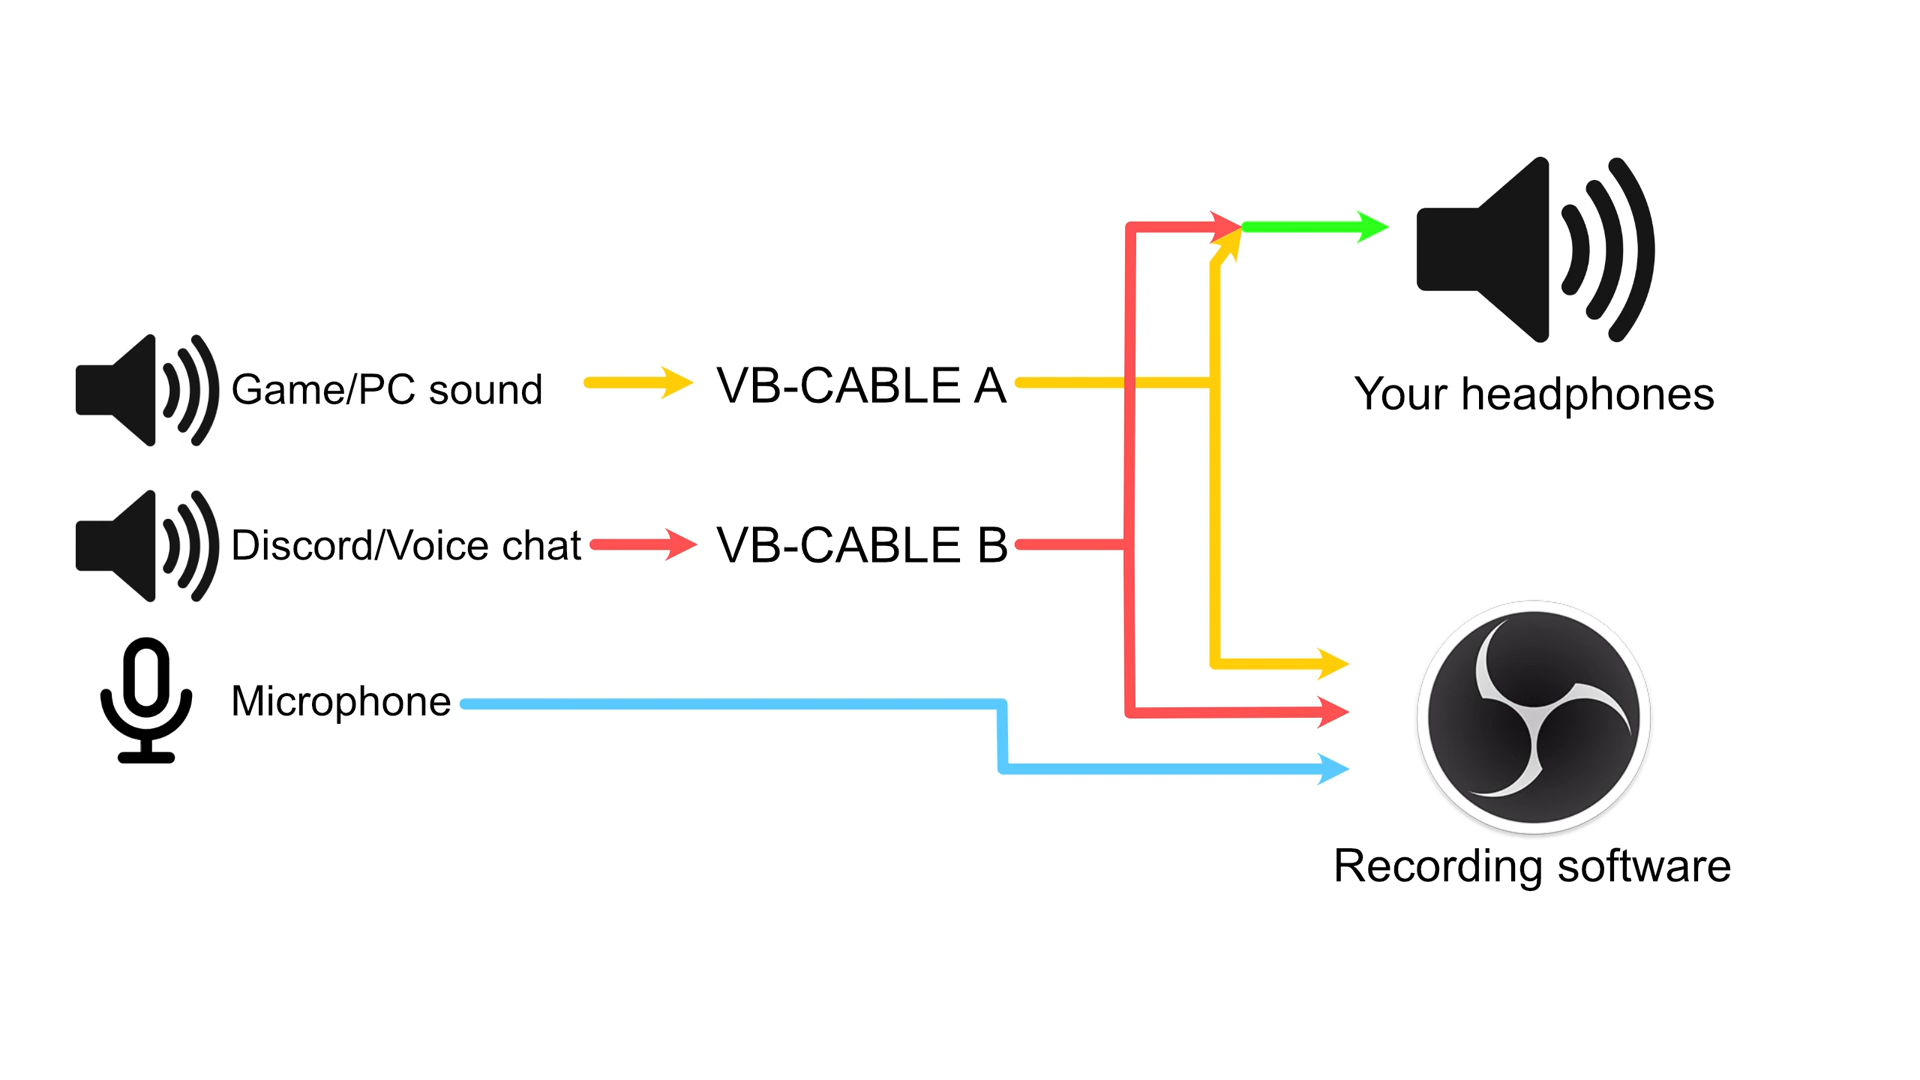 Game/PC sound
VB-CABLE A
Your headphones
Discord/Voice chat
VB-CABLE B
Microphone
Recording software